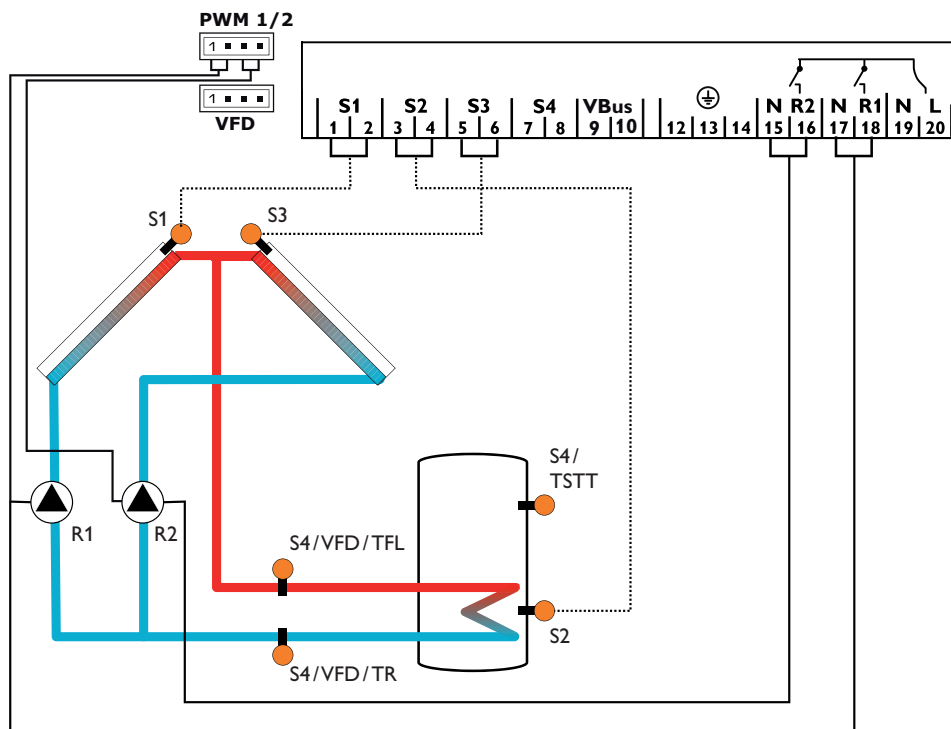 PWM 1/2
1
1
VFD
S1 S2 S3 S4 VBus N R2 N R1 N L
1 2 3 4 5 6 7 8 9 10 12 13 14 15 16 17 18 19 20
S1
S3
S4/
TSTT
R1
R2
S4/VFD/TFL
S2
S4/VFD/TR